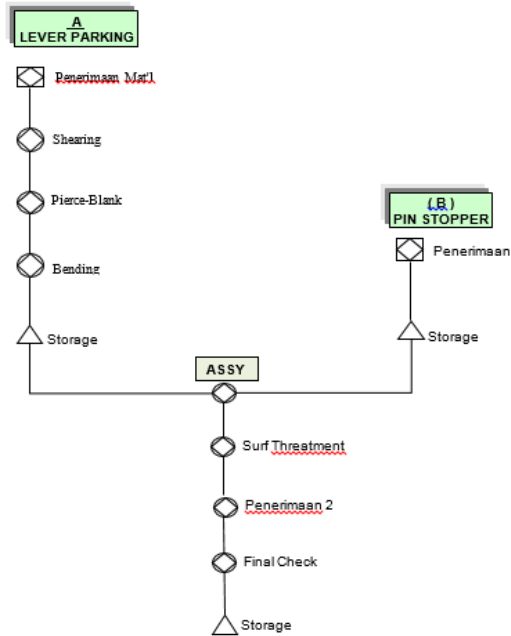 A
LEVER PARKING
Penerimaan Mat'l
Shearing
Pierce-Blank
Bending
Storage
(B)
PIN STOPPER
Penerimaan
Storage
ASSY
Surf Threatment
Penerimaan 2
Final Check
Storage